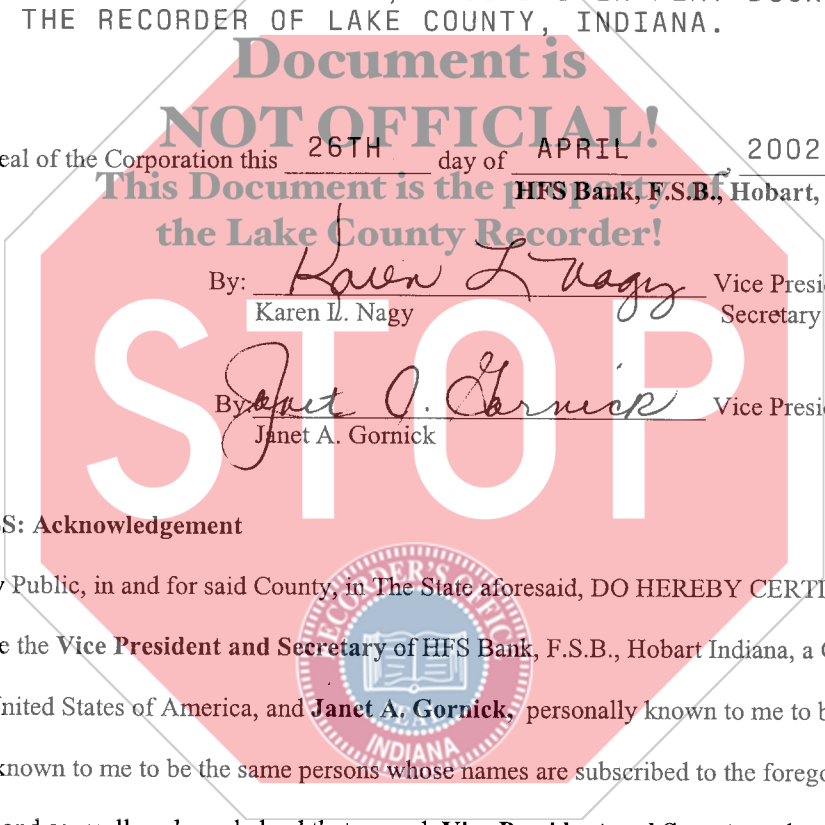 THE RECORDER OF LAKE COUNTY, INDIANA.
Document is
NOT OFFICIAL!
eal of the Corporation this 26TH day of APRIL, 2002
This Document is the property of
HFS Bank, F.S.B., Hobart,
the Lake County Recorder!
By: Karen L Nagy Vice Presi
Karen L. Nagy Secretary
STOP
By: Janet A. Gornick Vice Presi
Janet A. Gornick
S: Acknowledgement
y Public, in and for said County, in The State aforesaid, DO HEREBY CERTI
e the Vice President and Secretary of HFS Bank, F.S.B., Hobart Indiana, a
RECORDER'S OFFICE
nited States of America, and Janet A. Gornick, personally known to me to b
SEAL
INDIANA
known to me to be the same persons whose names are subscribed to the forego